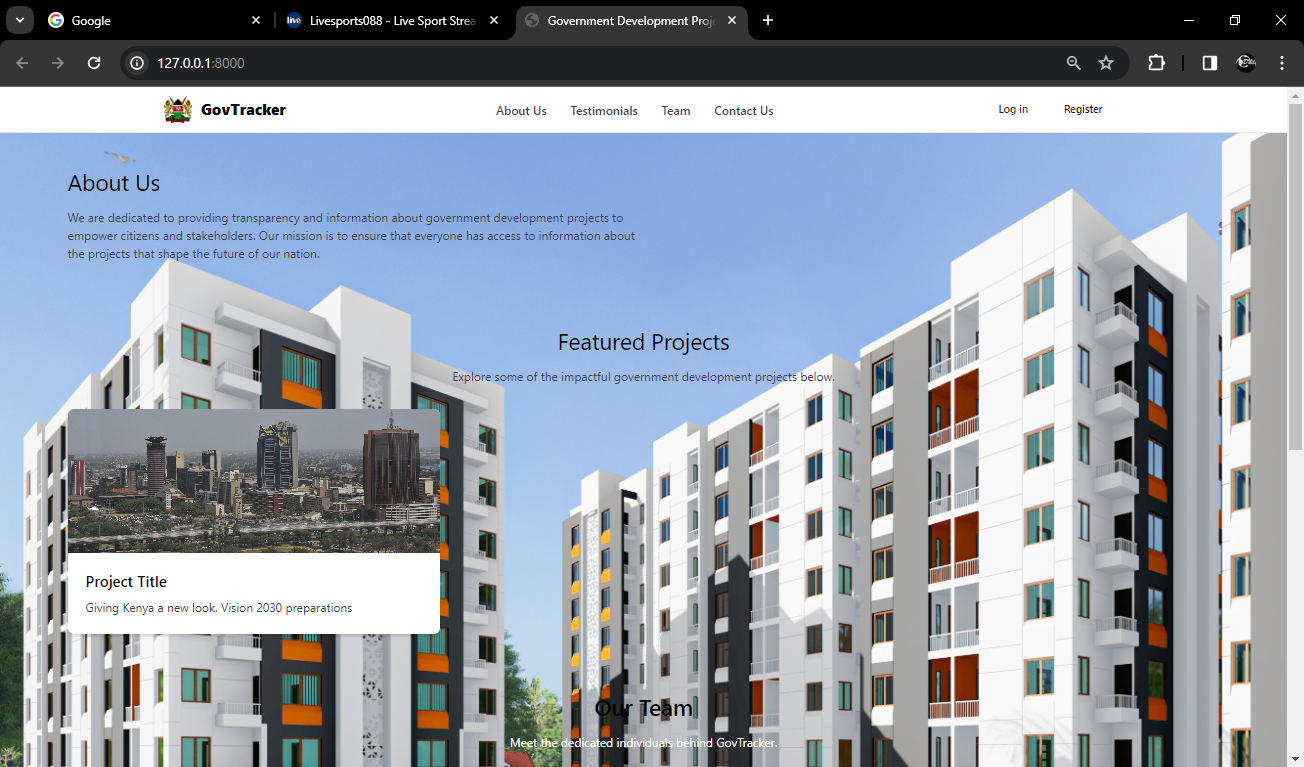 Google
Livesports088 - Live Sport Strea
Government Development Proj
127.0.0.1:8000
GovTracker
About Us
Testimonials
Team
Contact Us
Log in
Register
About Us
We are dedicated to providing transparency and information about government development projects to
empower citizens and stakeholders. Our mission is to ensure that everyone has access to information about
the projects that shape the future of our nation.
Featured Projects
Explore some of the impactful government development projects below.
Project Title
Giving Kenya a new look. Vision 2030 preparations
Our Team
Meet the dedicated individuals behind GovTracker.